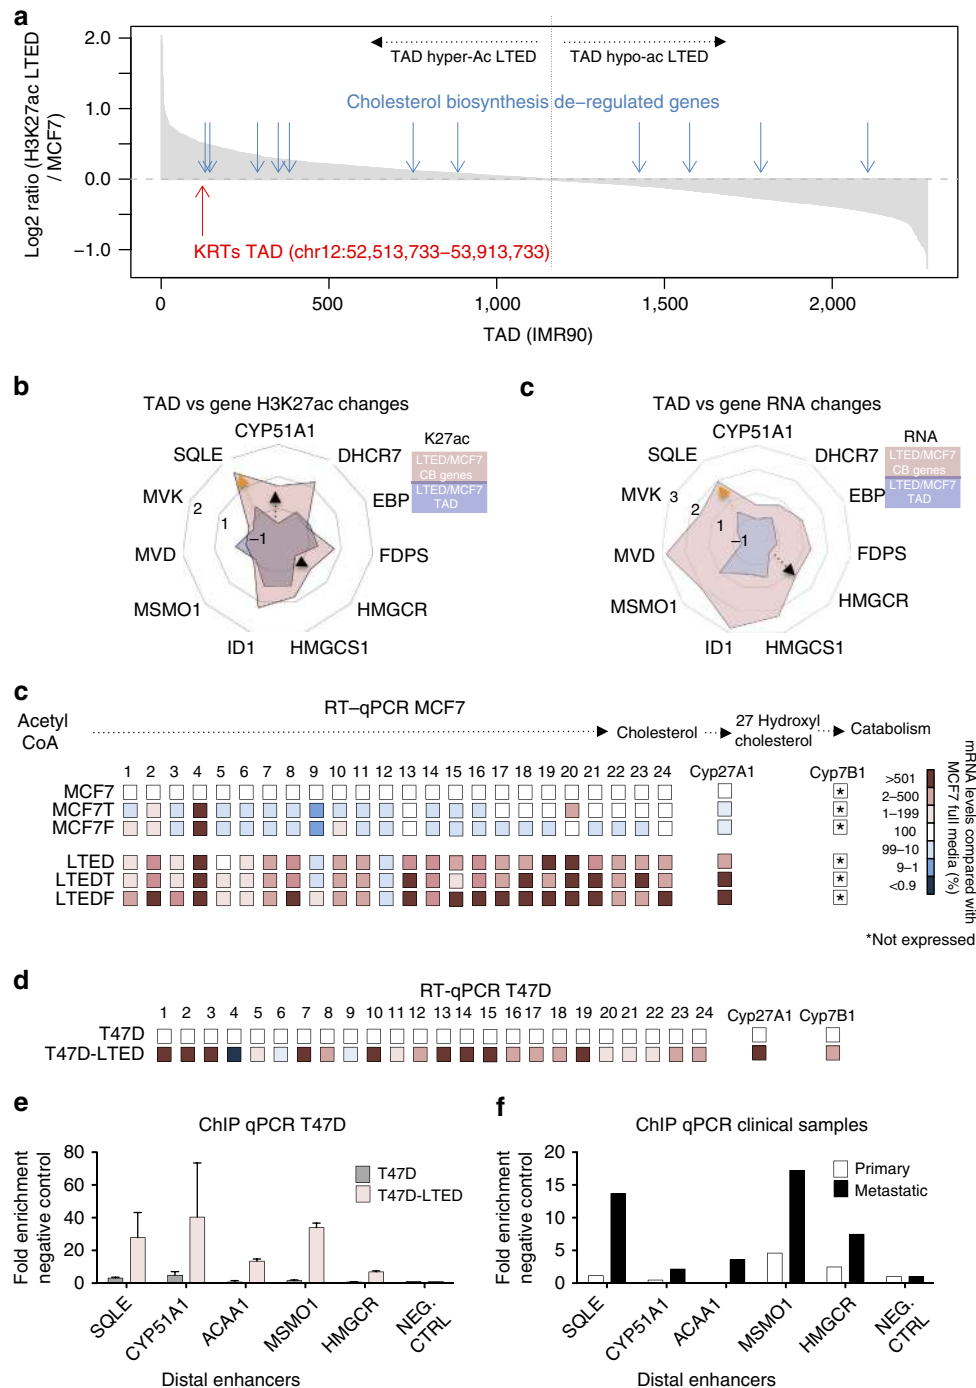 a
Log2 ratio (H3K27ac LTED / MCF7)
2.0
1.0
0.0
−1.0
TAD hyper-Ac LTED
TAD hypo-ac LTED
Cholesterol biosynthesis de−regulated genes
KRTs TAD (chr12:52,513,733−53,913,733)
0
500
1,000
1,500
2,000
TAD (IMR90)
b
TAD vs gene H3K27ac changes
CYP51A1
SQLE
DHCR7
MVK
EBP
MVD
FDPS
MSMO1
HMGCR
ID1
HMGCS1
2
1
−1
K27ac
LTED/MCF7
CB genes
LTED/MCF7
TAD
c
TAD vs gene RNA changes
CYP51A1
SQLE
DHCR7
MVK
EBP
MVD
FDPS
MSMO1
HMGCR
ID1
HMGCS1
3
2
1
−1
RNA
LTED/MCF7
CB genes
LTED/MCF7
TAD
c
RT−qPCR MCF7
Acetyl CoA
Cholesterol
27 Hydroxyl cholesterol
Catabolism
1 2 3 4 5 6 7 8 9 10 11 12 13 14 15 16 17 18 19 20 21 22 23 24
Cyp27A1
Cyp7B1
MCF7
MCF7T
MCF7F
LTED
LTEDT
LTEDF
*
*
*
*
*
*
>501
2−500
1−199
100
99−10
9−1
<0.9
mRNA levels compared with MCF7 full media (%)
*Not expressed
d
RT-qPCR T47D
1 2 3 4 5 6 7 8 9 10 11 12 13 14 15 16 17 18 19 20 21 22 23 24
Cyp27A1
Cyp7B1
T47D
T47D-LTED
e
ChIP qPCR T47D
Fold enrichment negative control
80
60
40
20
0
T47D
T47D-LTED
SQLE
CYP51A1
ACAA1
MSMO1
HMGCR
NEG. CTRL
Distal enhancers
f
ChIP qPCR clinical samples
Fold enrichment negative control
20
15
10
5
0
Primary
Metastatic
SQLE
CYP51A1
ACAA1
MSMO1
HMGCR
NEG. CTRL
Distal enhancers